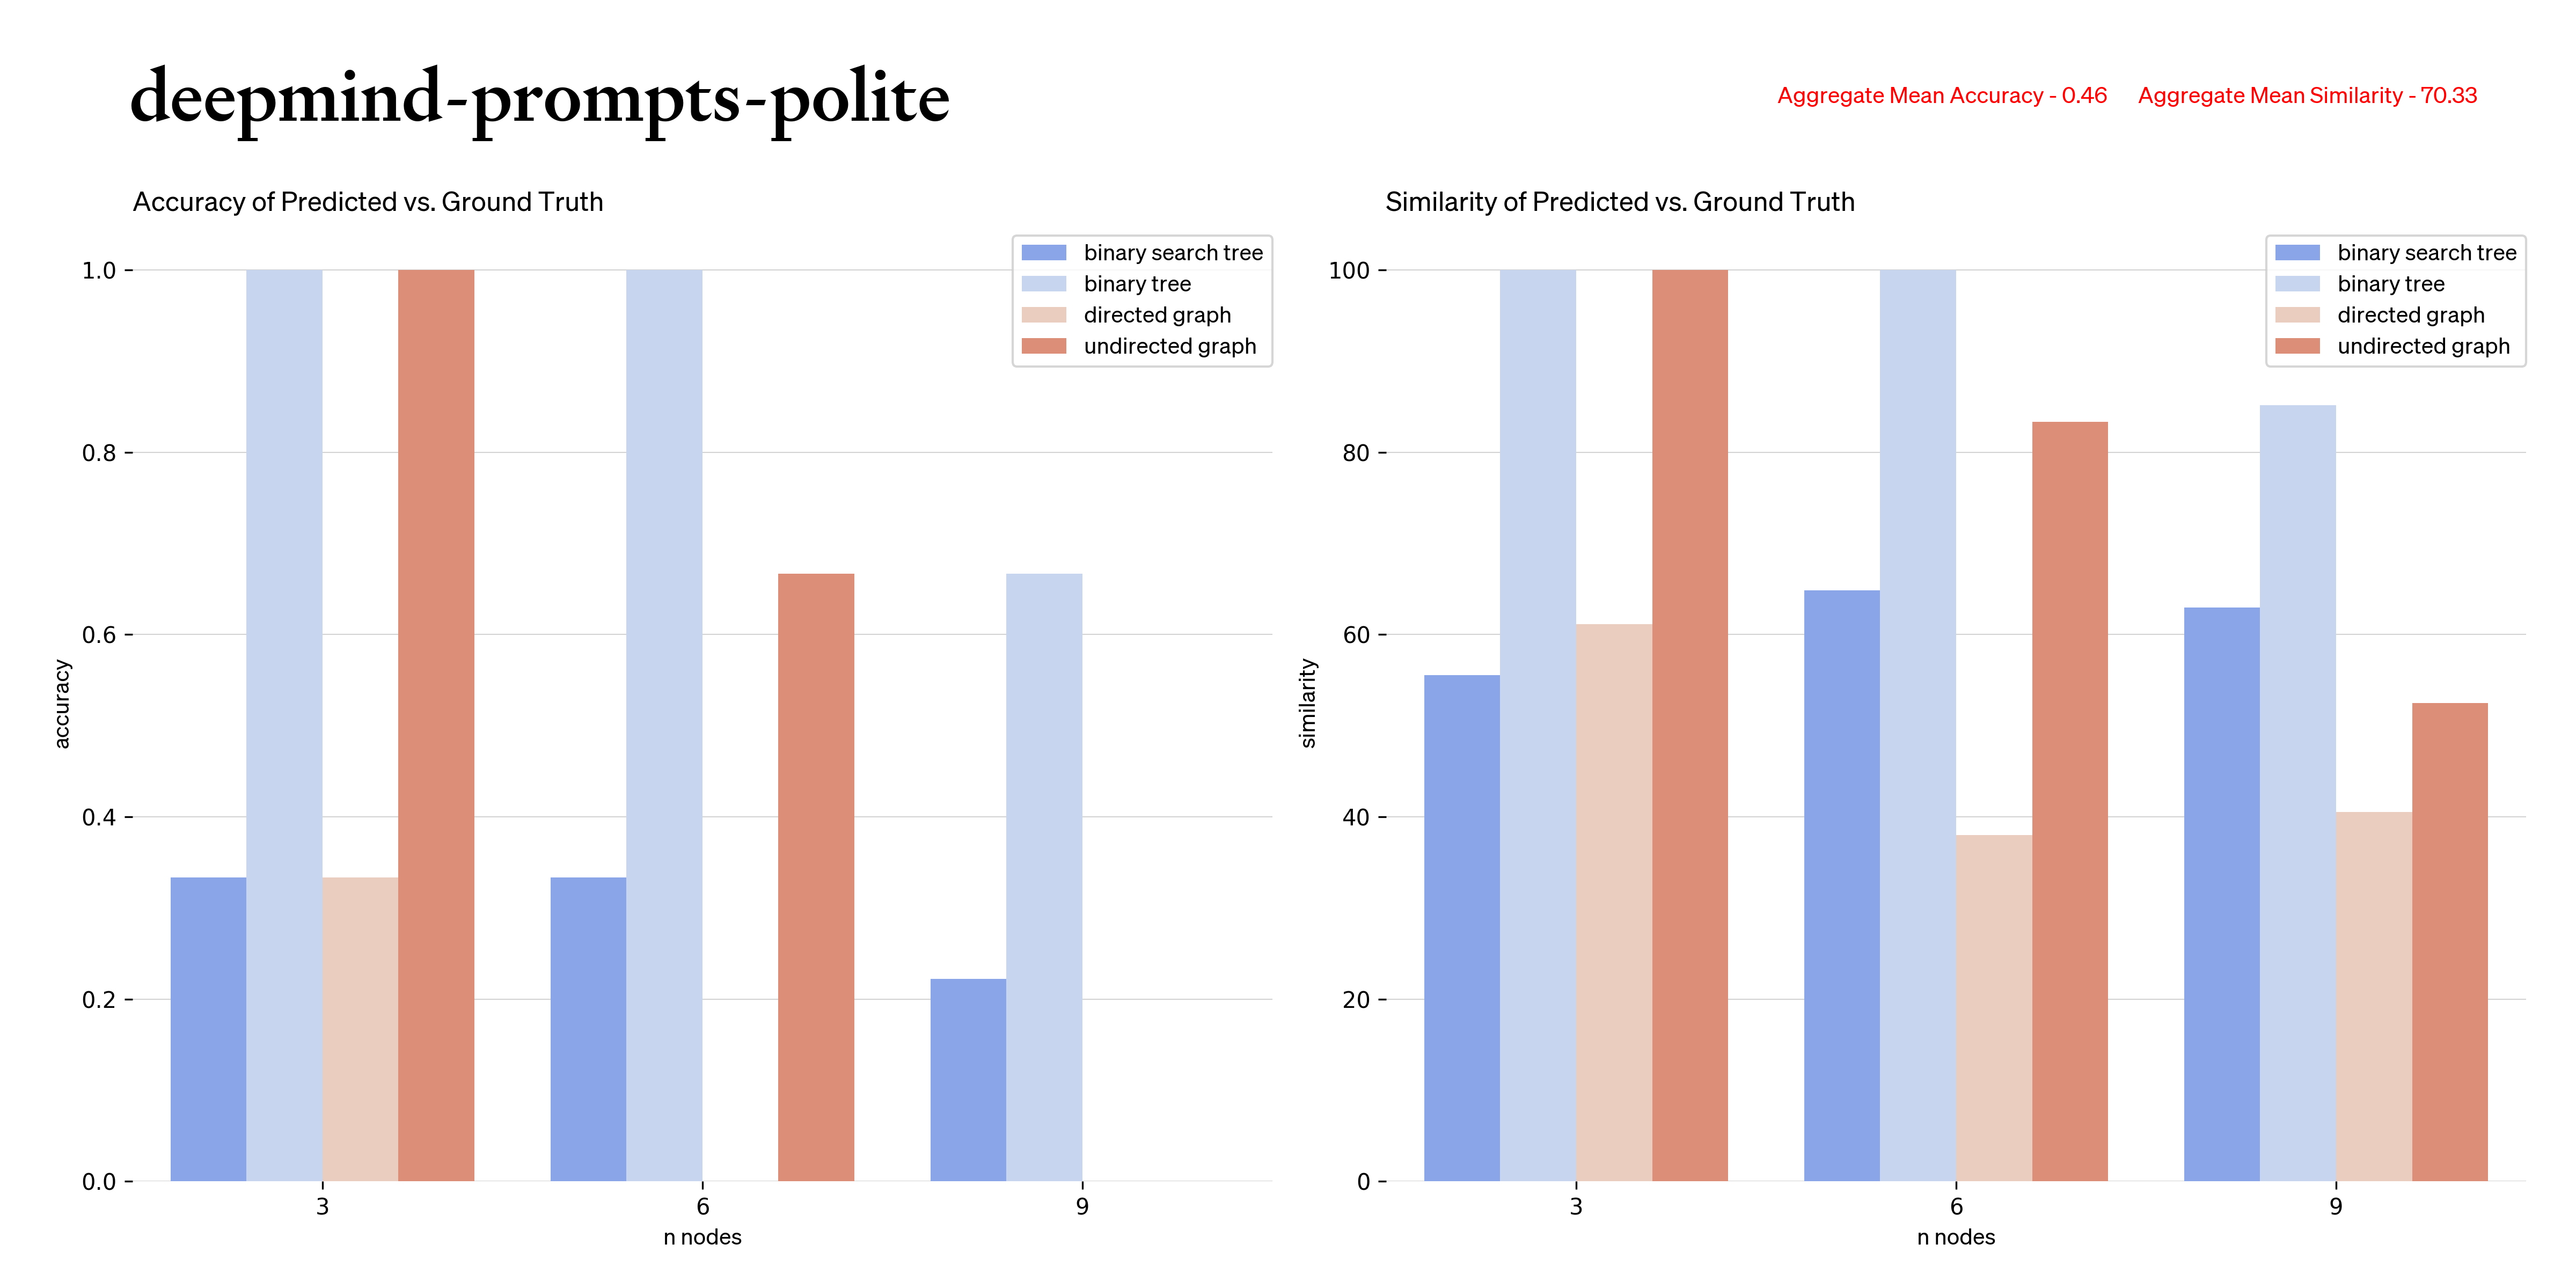 deepmind-prompts-polite
Aggregate Mean Accuracy - 0.46
Aggregate Mean Similarity - 70.33
Accuracy of Predicted vs. Ground Truth
binary search tree
binary tree
directed graph
undirected graph
1.0
0.8
0.6
0.4
0.2
0.0
accuracy
3
6
9
n nodes
Similarity of Predicted vs. Ground Truth
binary search tree
binary tree
directed graph
undirected graph
100
80
60
40
20
0
similarity
3
6
9
n nodes